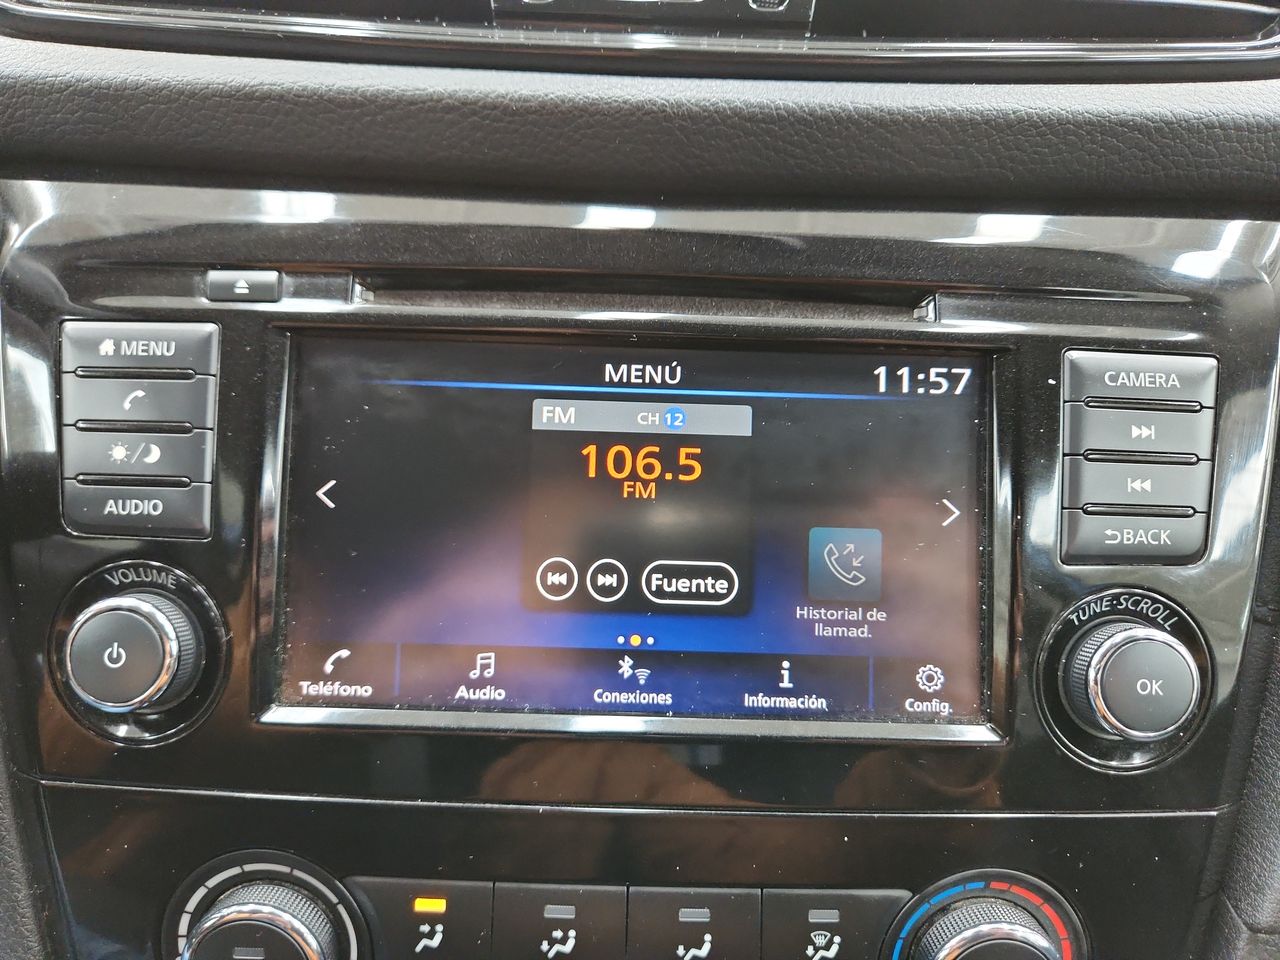 MENU
AUDIO
VOLUME
MENÚ
11:57
FM CH 12
106.5
FM
Fuente
Historial de
llamad.
Teléfono
Audio
Conexiones
Información
Config.
CAMERA
BACK
TUNE·SCROLL
OK